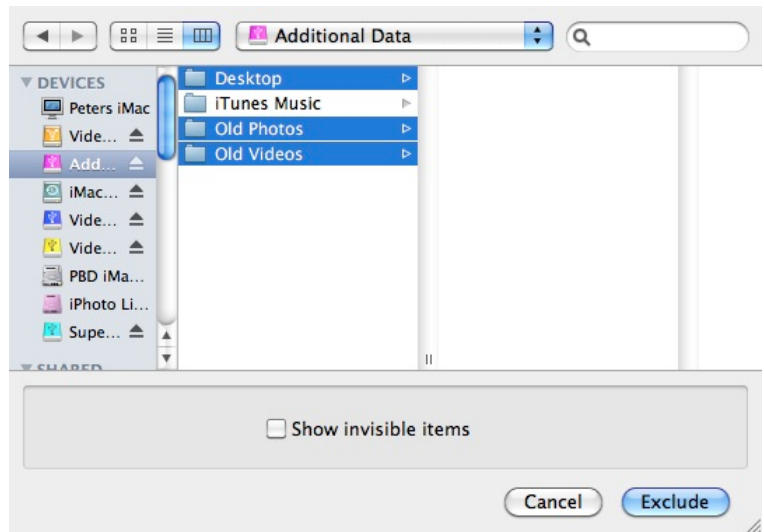 Additional Data
DEVICES
Peters iMac
Vide...
Add...
iMac...
Vide...
Vide...
PBD iMa...
iPhoto Li...
Supe...
SHARED
Desktop
iTunes Music
Old Photos
Old Videos
Show invisible items
Cancel
Exclude